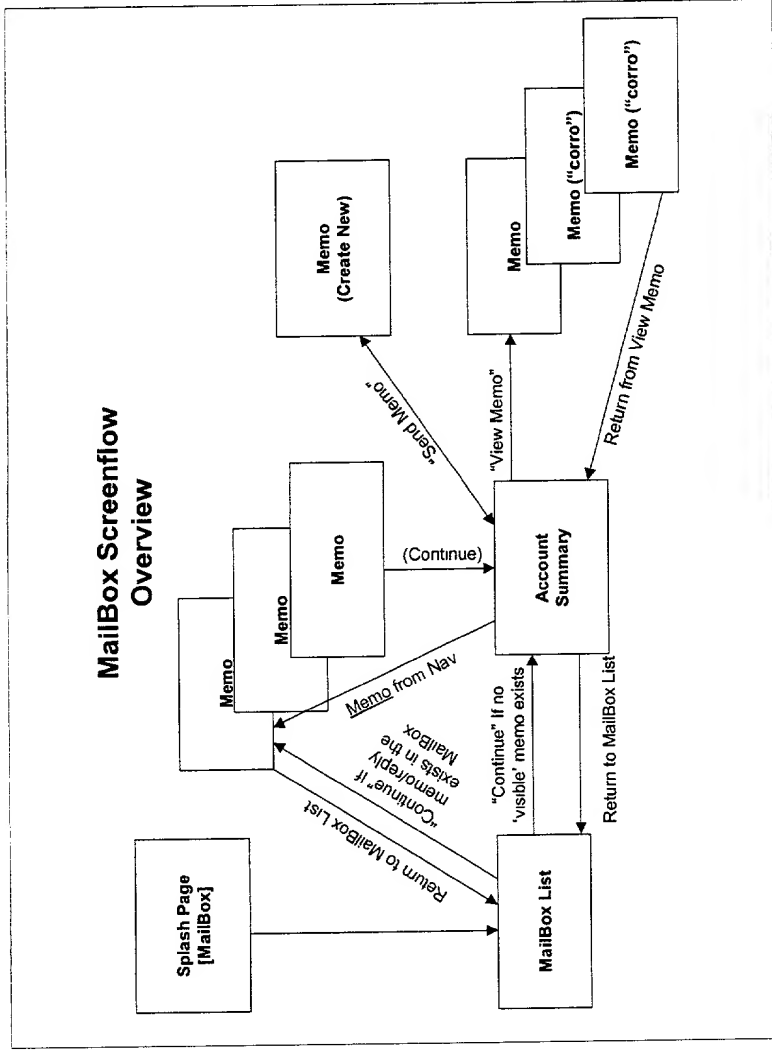 MailBox Screenflow
Overview
Splash Page
[MailBox]
Memo
Memo
Memo
Memo
(Create New)
Return to MailBox List
"Continue" If
memo/reply
exists in the
MailBox
Memo from Nav
(Continue)
"Send Memo"
MailBox List
"Continue" If no
'visible' memo exists
Return to MailBox List
Account
Summary
"View Memo"
Return from View Memo
Memo
Memo ("corro")
Memo ("corro")